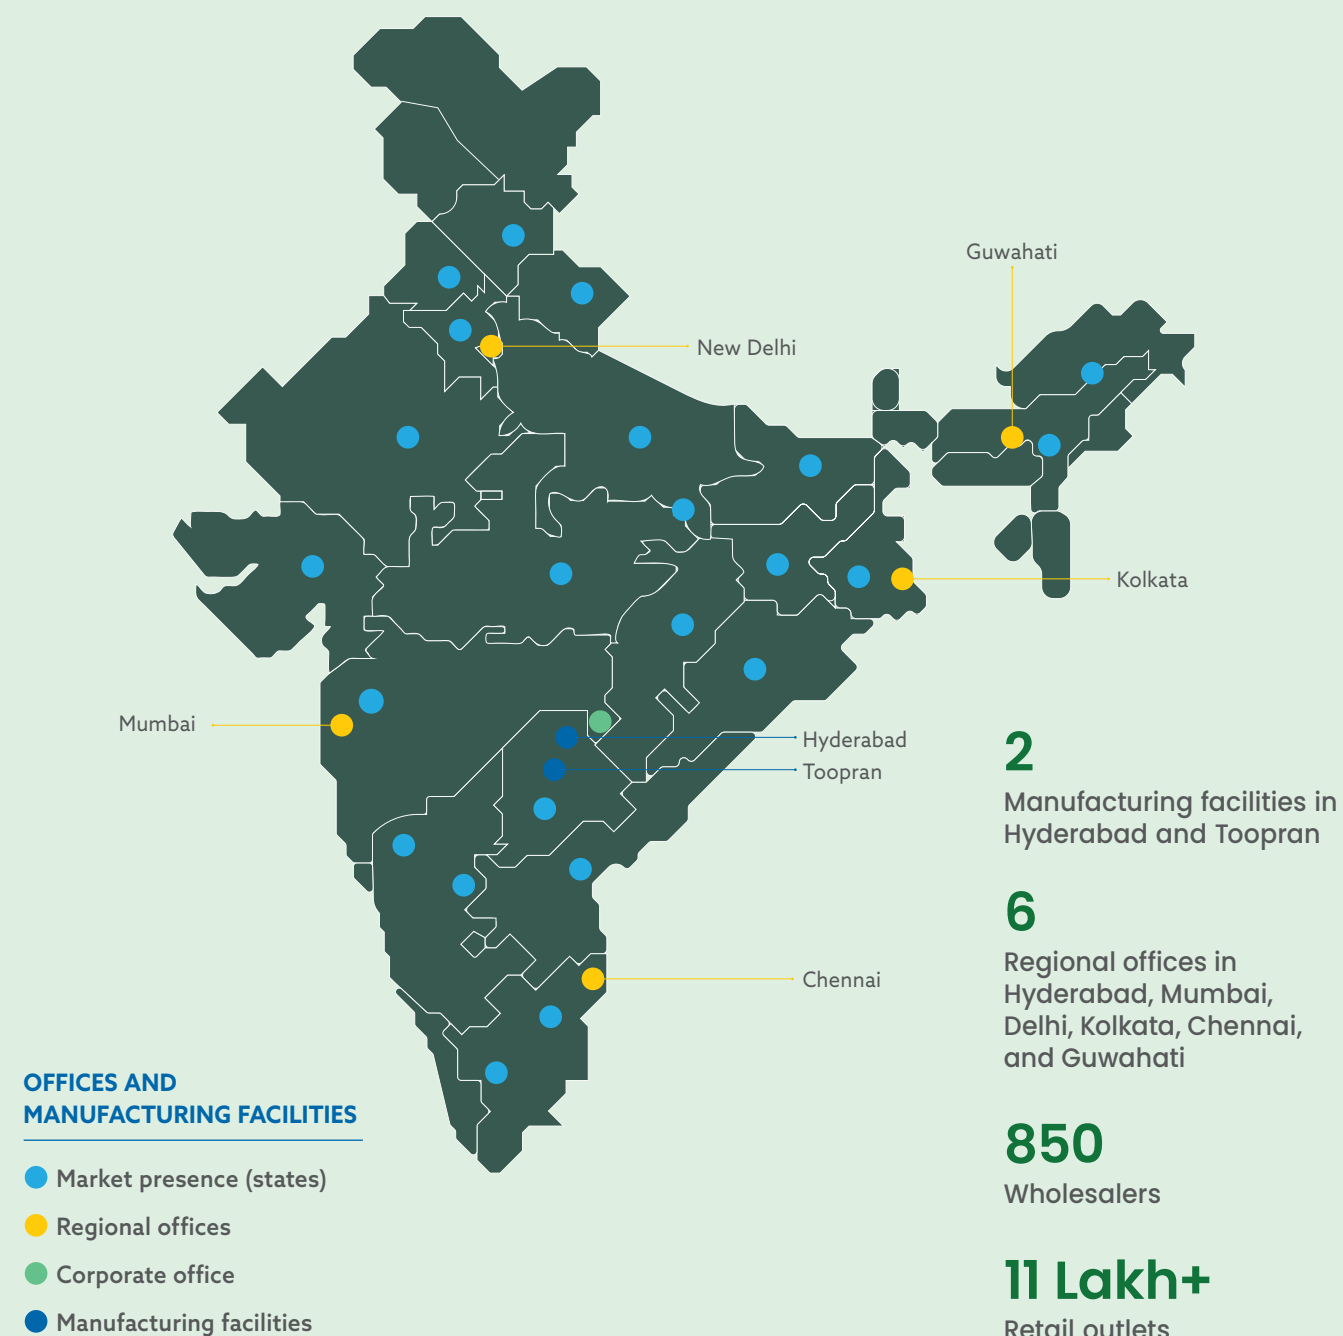 Guwahati
New Delhi
Kolkata
Mumbai
Hyderabad
Toopran
Chennai
2
Manufacturing facilities in
Hyderabad and Toopran
6
Regional offices in
Hyderabad, Mumbai,
Delhi, Kolkata, Chennai,
and Guwahati
850
Wholesalers
11 Lakh+
Retail outlets
OFFICES AND
MANUFACTURING FACILITIES
Market presence (states)
Regional offices
Corporate office
Manufacturing facilities